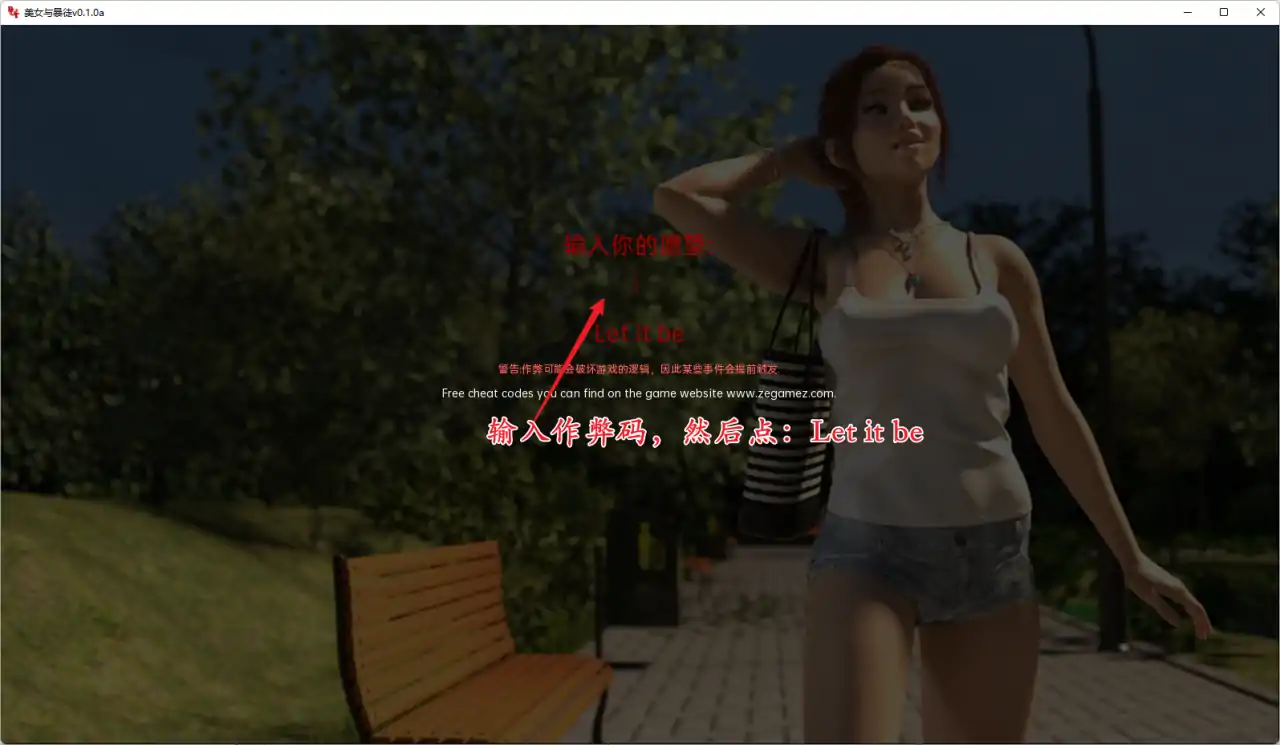 美女与暴徒v0.1.0a
输入你的愿望:
Let it be
警告:作弊可能会破坏游戏的逻辑，因此某些事件会提前触发.
Free cheat codes you can find on the game website www.zegamez.com.
输入作弊码，然后点：Let it be